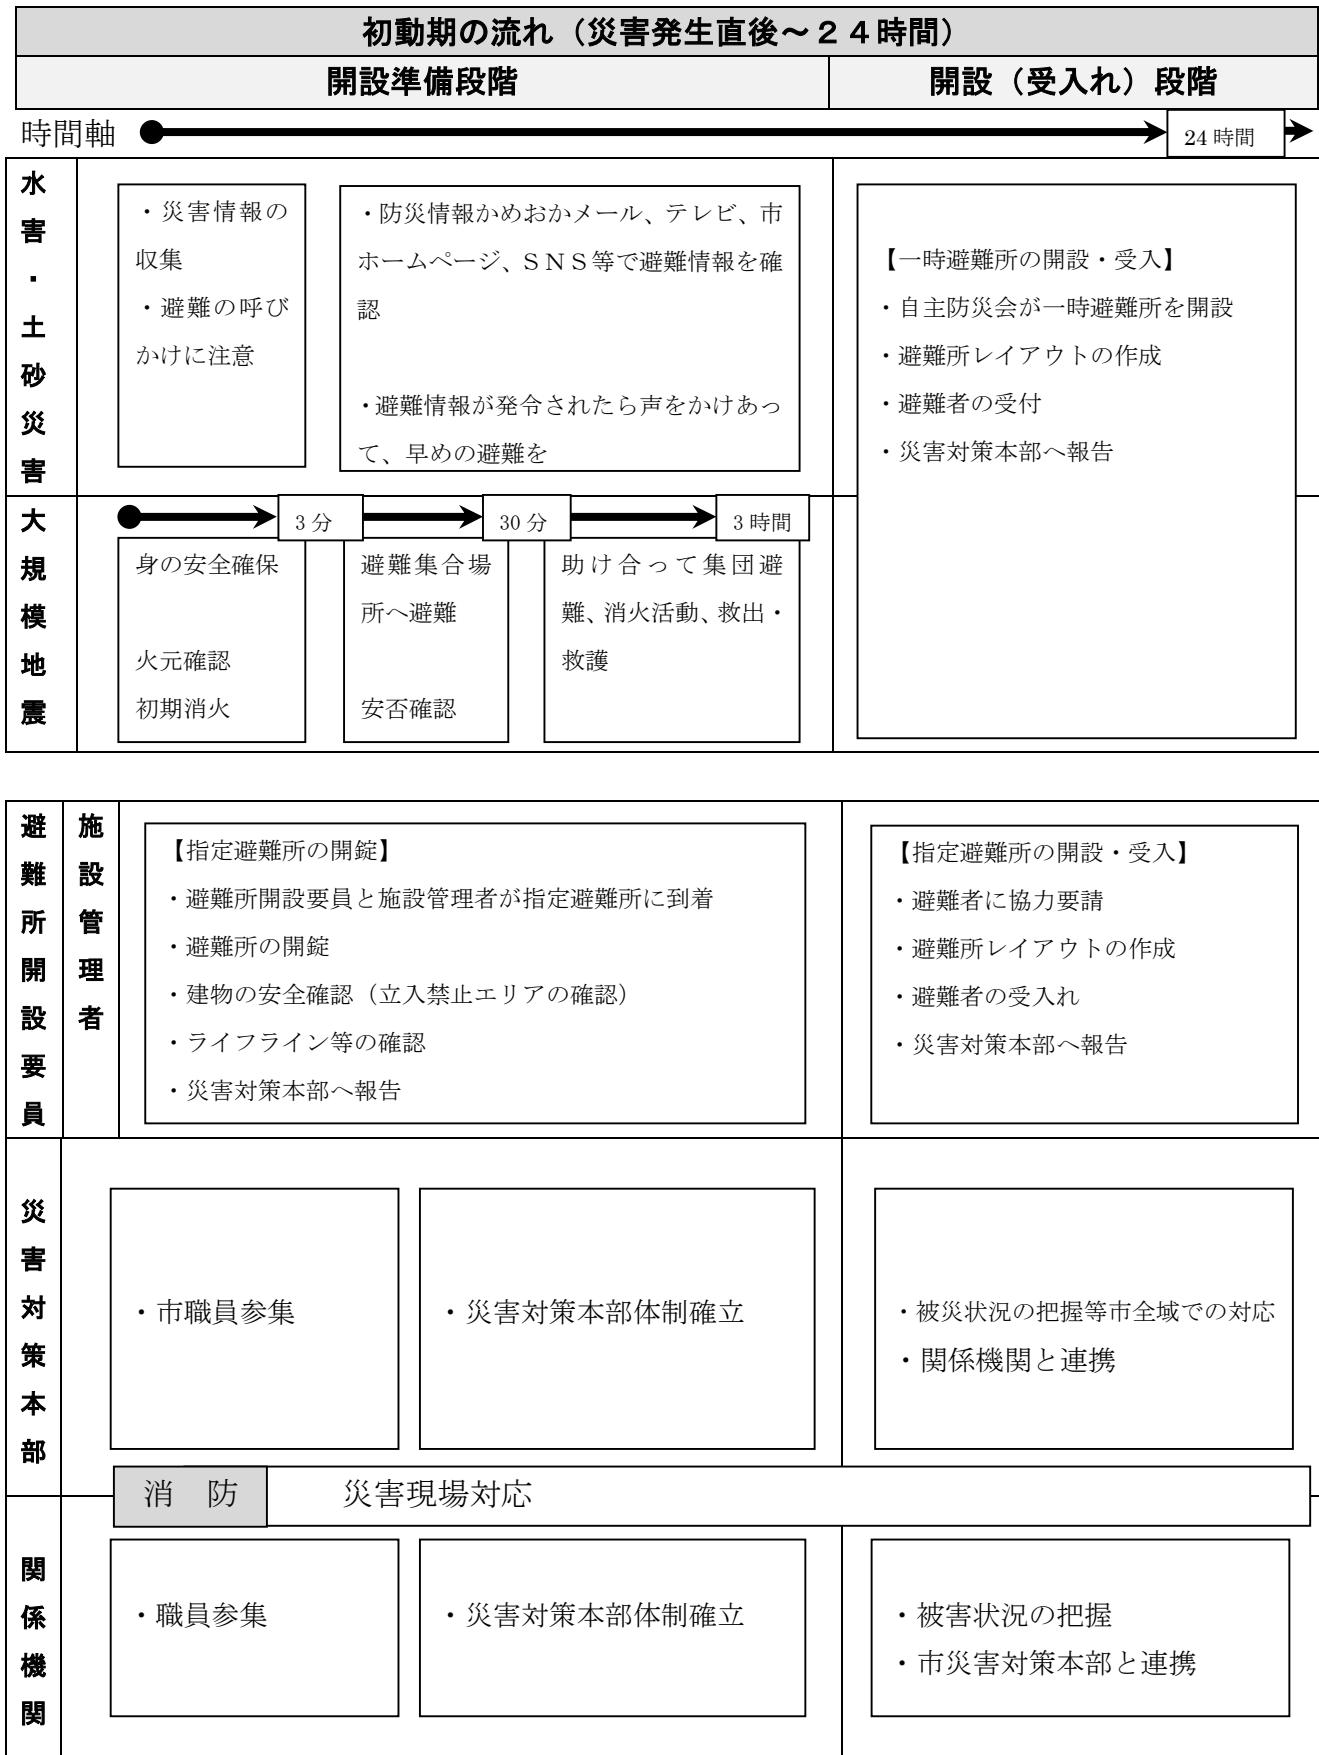 初動期の流れ（災害発生直後～２４時間）
開設準備段階
開設（受入れ）段階
時間軸
24 時間
水害・土砂災害
・災害情報の
収集
・避難の呼び
かけに注意
・防災情報かめおかメール、テレビ、市
ホームページ、ＳＮＳ等で避難情報を確
認
・避難情報が発令されたら声をかけあっ
て、早めの避難を
【一時避難所の開設・受入】
・自主防災会が一時避難所を開設
・避難所レイアウトの作成
・避難者の受付
・災害対策本部へ報告
大規模地震
3 分
30 分
3 時間
身の安全確保
火元確認
初期消火
避難集合場
所へ避難
安否確認
助け合って集団避
難、消火活動、救出・
救護
避難所開設要員
施設管理者
【指定避難所の開錠】
・避難所開設要員と施設管理者が指定避難所に到着
・避難所の開錠
・建物の安全確認（立入禁止エリアの確認）
・ライフライン等の確認
・災害対策本部へ報告
【指定避難所の開設・受入】
・避難者に協力要請
・避難所レイアウトの作成
・避難者の受入れ
・災害対策本部へ報告
災害対策本部
・市職員参集
・災害対策本部体制確立
・被災状況の把握等市全域での対応
・関係機関と連携
消　防
災害現場対応
関係機関
・職員参集
・災害対策本部体制確立
・被害状況の把握
・市災害対策本部と連携